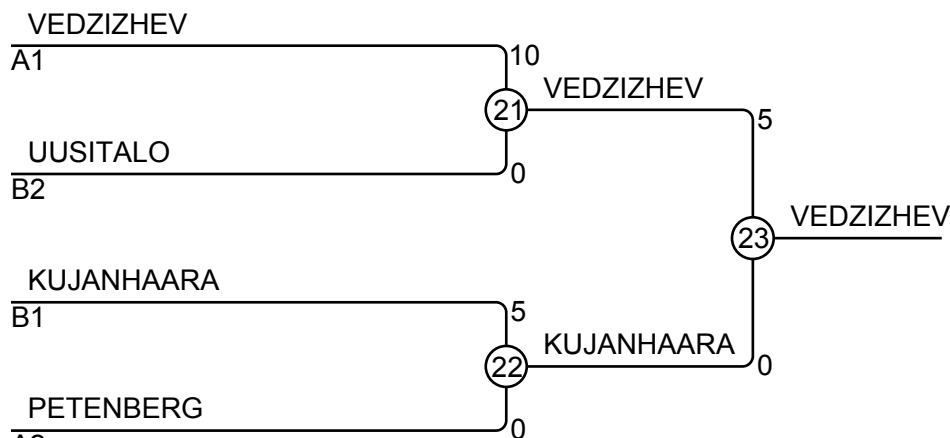 VEDZIZHEV
A1
10
21
VEDZIZHEV
5
UUSITALO
B2
0
23
VEDZIZHEV
KUJANHAARA
B1
5
22
KUJANHAARA
0
PETENBERG
0